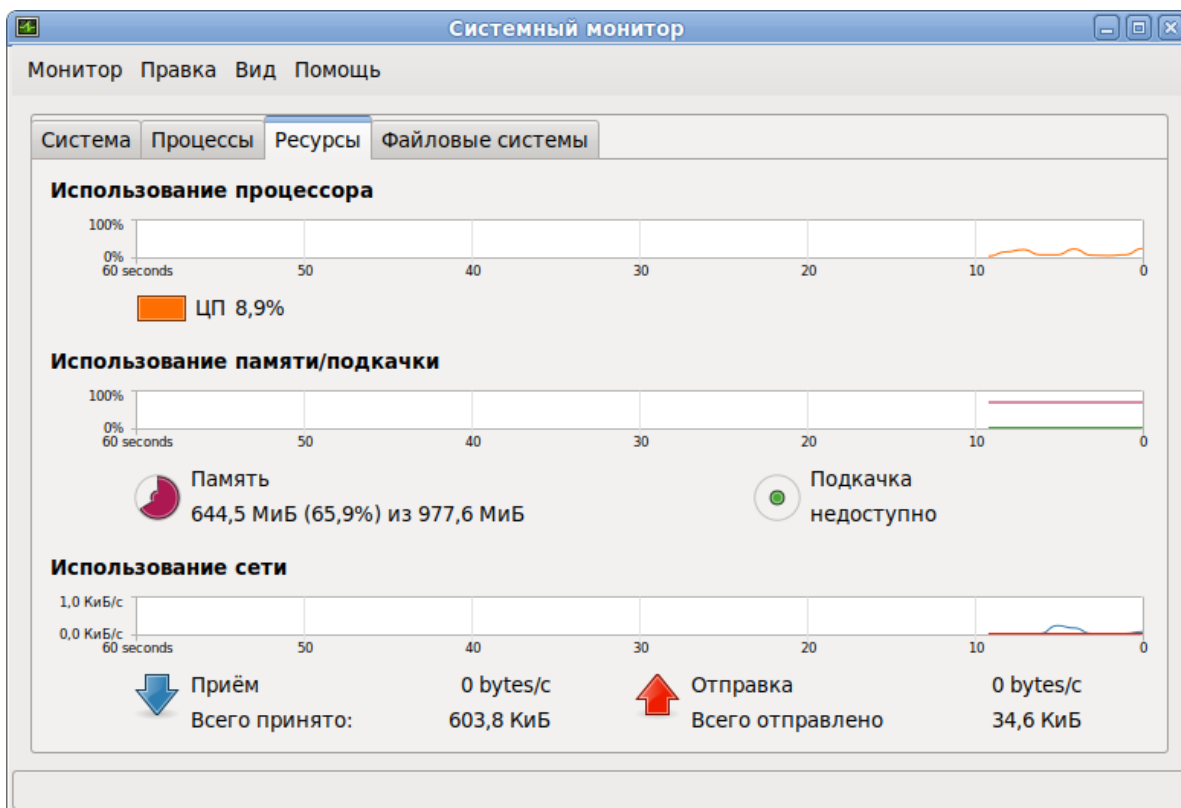 Системный монитор
Монитор Правка Вид Помощь
Система Процессы Ресурсы Файловые системы
Использование процессора
100%
0%
60 seconds 50 40 30 20 10 0
ЦП 8,9%
Использование памяти/подкачки
100%
0%
60 seconds 50 40 30 20 10 0
Память Подкачка
644,5 МиБ (65,9%) из 977,6 МиБ недоступно
Использование сети
1,0 КиБ/с
0,0 КиБ/с
60 seconds 50 40 30 20 10 0
Приём 0 bytes/с Отправка 0 bytes/с
Всего принято: 603,8 КиБ Всего отправлено 34,6 КиБ